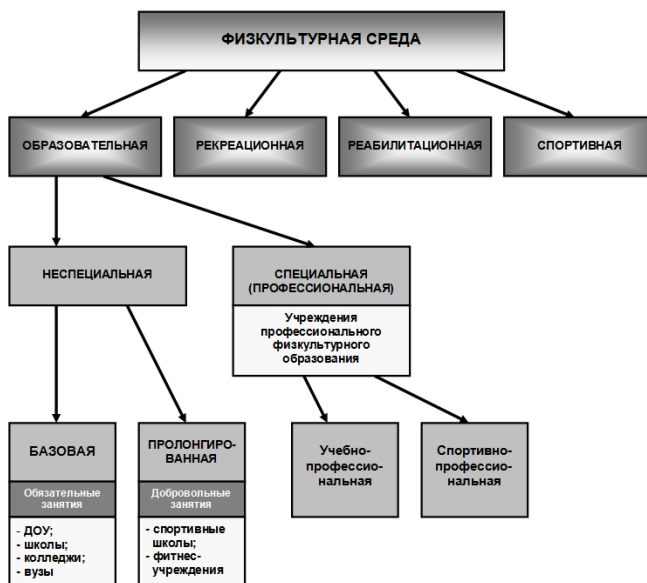 ФИЗКУЛЬТУРНАЯ СРЕДА
ОБРАЗОВАТЕЛЬНАЯ
РЕКРЕАЦИОННАЯ
РЕАБИЛИТАЦИОННАЯ
СПОРТИВНАЯ
НЕСПЕЦИАЛЬНАЯ
СПЕЦИАЛЬНАЯ
(ПРОФЕССИОНАЛЬНАЯ)
Учреждения
профессионального
физкультурного
образования
БАЗОВАЯ
Обязательные
занятия
- ДОУ;
- школы;
- колледжи;
- вузы
ПРОЛОНГИРО-
ВАННАЯ
Добровольные
занятия
- спортивные
школы;
- фитнес-
учреждения
Учебно-
профессио-
нальная
Спортивно-
профессио-
нальная